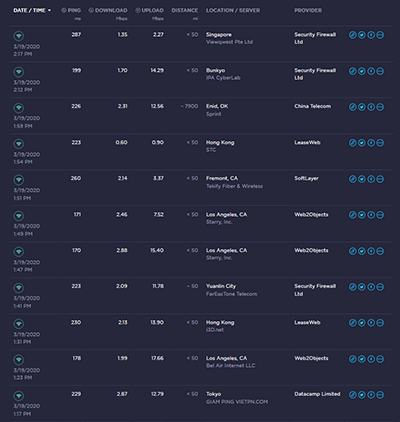 DATE / TIME PING ms DOWNLOAD Mbps UPLOAD Mbps DISTANCE mi LOCATION / SERVER PROVIDER
3/19/2020 2:17 PM 287 1.35 2.27 < 50 Singapore Viewqwest Pte Ltd Security Firewall Ltd
3/19/2020 2:12 PM 199 1.70 14.29 < 50 Bunkyo IPA CyberLab Security Firewall Ltd
3/19/2020 1:59 PM 226 2.31 12.56 ~ 7900 Enid, OK Sprint China Telecom
3/19/2020 1:54 PM 223 0.60 0.90 < 50 Hong Kong STC LeaseWeb
3/19/2020 1:51 PM 260 2.14 3.37 < 50 Fremont, CA Tekify Fiber & Wireless SoftLayer
3/19/2020 1:49 PM 171 2.46 7.52 < 50 Los Angeles, CA Starry, Inc. Web2Objects
3/19/2020 1:47 PM 170 2.88 15.40 < 50 Los Angeles, CA Starry, Inc. Web2Objects
3/19/2020 1:41 PM 223 2.09 11.78 < 50 Yuanlin City FarEasTone Telecom Security Firewall Ltd
3/19/2020 1:31 PM 230 2.13 13.90 < 50 Hong Kong i3D.net LeaseWeb
3/19/2020 1:23 PM 178 1.99 17.66 < 50 Los Angeles, CA Bel Air Internet LLC Web2Objects
3/19/2020 1:17 PM 229 2.87 12.79 < 50 Tokyo GIAM PING VIETPN.COM Datacamp Limited